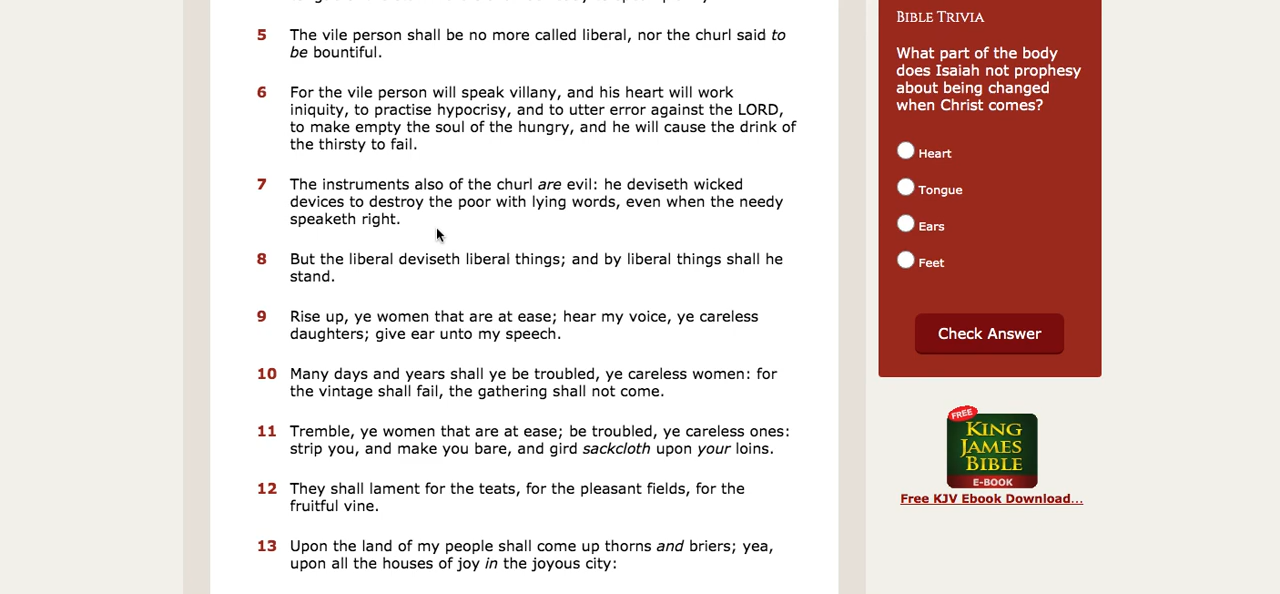 5 The vile person shall be no more called liberal, nor the churl said to
be bountiful.
6 For the vile person will speak villany, and his heart will work
iniquity, to practise hypocrisy, and to utter error against the LORD,
to make empty the soul of the hungry, and he will cause the drink of
the thirsty to fail.
7 The instruments also of the churl are evil: he deviseth wicked
devices to destroy the poor with lying words, even when the needy
speaketh right.
8 But the liberal deviseth liberal things; and by liberal things shall he
stand.
9 Rise up, ye women that are at ease; hear my voice, ye careless
daughters; give ear unto my speech.
10 Many days and years shall ye be troubled, ye careless women: for
the vintage shall fail, the gathering shall not come.
11 Tremble, ye women that are at ease; be troubled, ye careless ones:
strip you, and make you bare, and gird sackcloth upon your loins.
12 They shall lament for the teats, for the pleasant fields, for the
fruitful vine.
13 Upon the land of my people shall come up thorns and briers; yea,
upon all the houses of joy in the joyous city:
BIBLE TRIVIA
What part of the body
does Isaiah not prophesy
about being changed
when Christ comes?
Heart
Tongue
Ears
Feet
Check Answer
FREE
KING
JAMES
BIBLE
E-BOOK
Free KJV Ebook Download...